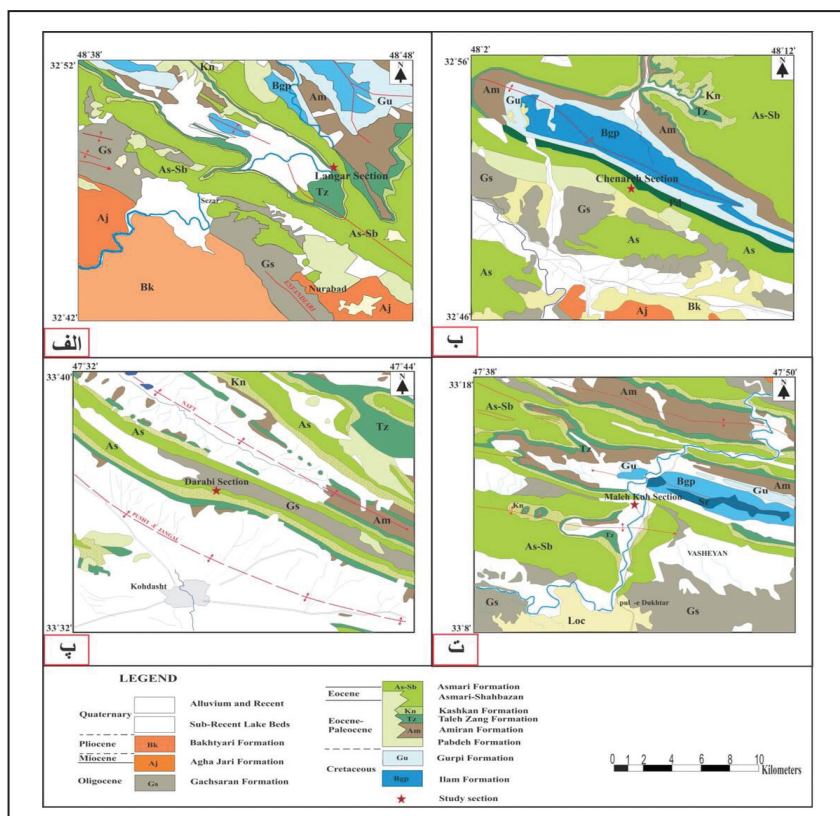 48˚38' 48˚48'
32˚52'
N
Kn
Bgp
Am
Gu
Gs
As-Sb
Langar Section
Tz
Sezar
Aj
As-Sb
Bk
Gs
Nurabad
Aj
32˚42'
الف
48˚2' 48˚12'
32˚56'
N
Am
Gu
Kn
Tz
As-Sb
Bgp
Am
Gs
Chenareh Section
Pd
Gs
As
As
As
Bk
Aj
32˚46'
ب
47˚32' 47˚44'
33˚40'
N
Kn
NAFT
Tz
As
As
As
Darabi Section
Gs
Am
Kohdasht
33˚32'
پ
47˚38' 47˚50'
33˚18'
N
As-Sb
Am
Tz
Gu
Bgp
Am
Gu
Maleh Koh Section
Sr
Kn
Tz
As-Sb
VASHEYAN
Gs
pul -e Dukhtar
Gs
Loc
33˚8'
ت
LEGEND
Quaternary
Alluvium and Recent
Sub-Recent Lake Beds
Pliocene Bk Bakhtyari Formation
Miocene Aj Agha Jari Formation
Oligocene Gs Gachsaran Formation
Eocene As-Sb Asmari Formation
Asmari-Shahbazan
Eocene-
Paleocene
Kn Kashkan Formation
Tz Taleh Zang Formation
Am Amiran Formation
Pabdeh Formation
Cretaceous
Gu Gurpi Formation
Bgp Ilam Formation
Study section
0 1 2 4 6 8 10
Kilometers